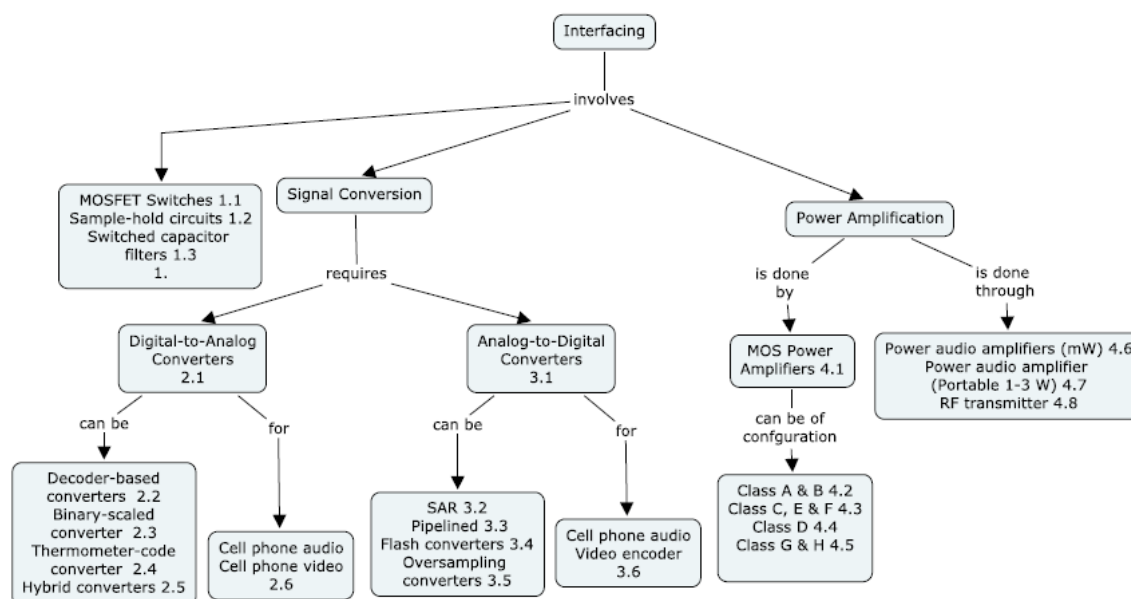 Interfacing
involves
MOSFET Switches 1.1
Sample-hold circuits 1.2
Switched capacitor
filters 1.3
1.
Signal Conversion
Power Amplification
requires
is done
by
is done
through
Digital-to-Analog
Converters
2.1
Analog-to-Digital
Converters
3.1
MOS Power
Amplifiers 4.1
Power audio amplifiers (mW) 4.6
Power audio amplifier
(Portable 1-3 W) 4.7
RF transmitter 4.8
can be
for
can be
for
can be of
confguration
Decoder-based
converters 2.2
Binary-scaled
converter 2.3
Thermometer-code
converter 2.4
Hybrid converters 2.5
Cell phone audio
Cell phone video
2.6
SAR 3.2
Pipelined 3.3
Flash converters 3.4
Oversampling
converters 3.5
Cell phone audio
Video encoder
3.6
Class A & B 4.2
Class C, E & F 4.3
Class D 4.4
Class G & H 4.5